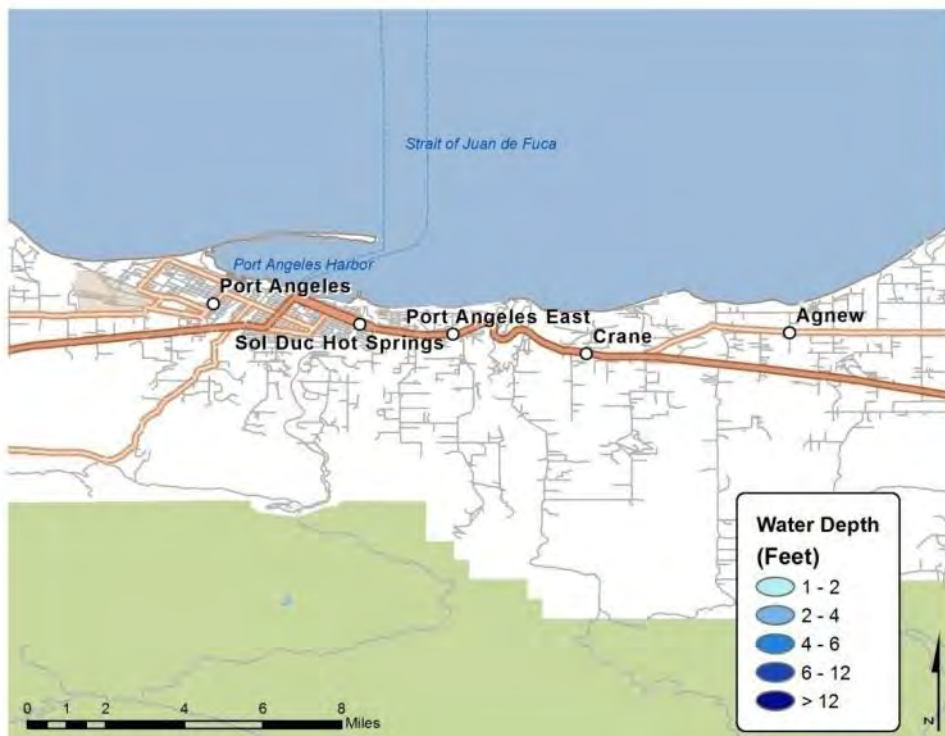 Strait of Juan de Fuca
Port Angeles Harbor
Port Angeles
Port Angeles East
Agnew
Sol Duc Hot Springs
Crane
Water Depth
(Feet)
1 - 2
2 - 4
4 - 6
6 - 12
> 12
0 1 2 4 6 8
Miles
N